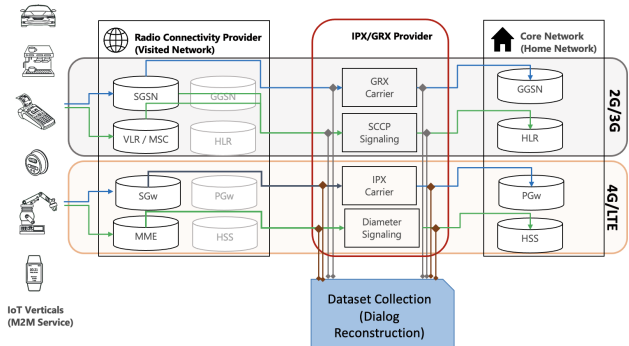 Radio Connectivity Provider
(Visited Network)
IPX/GRX Provider
Core Network
(Home Network)
SGSN
GGSN
GRX
Carrier
GGSN
VLR / MSC
HLR
SCCP
Signaling
HLR
2G/3G
SGw
PGw
IPX
Carrier
PGw
MME
HSS
Diameter
Signaling
HSS
4G/LTE
Dataset Collection
(Dialog
Reconstruction)
IoT Verticals
(M2M Service)